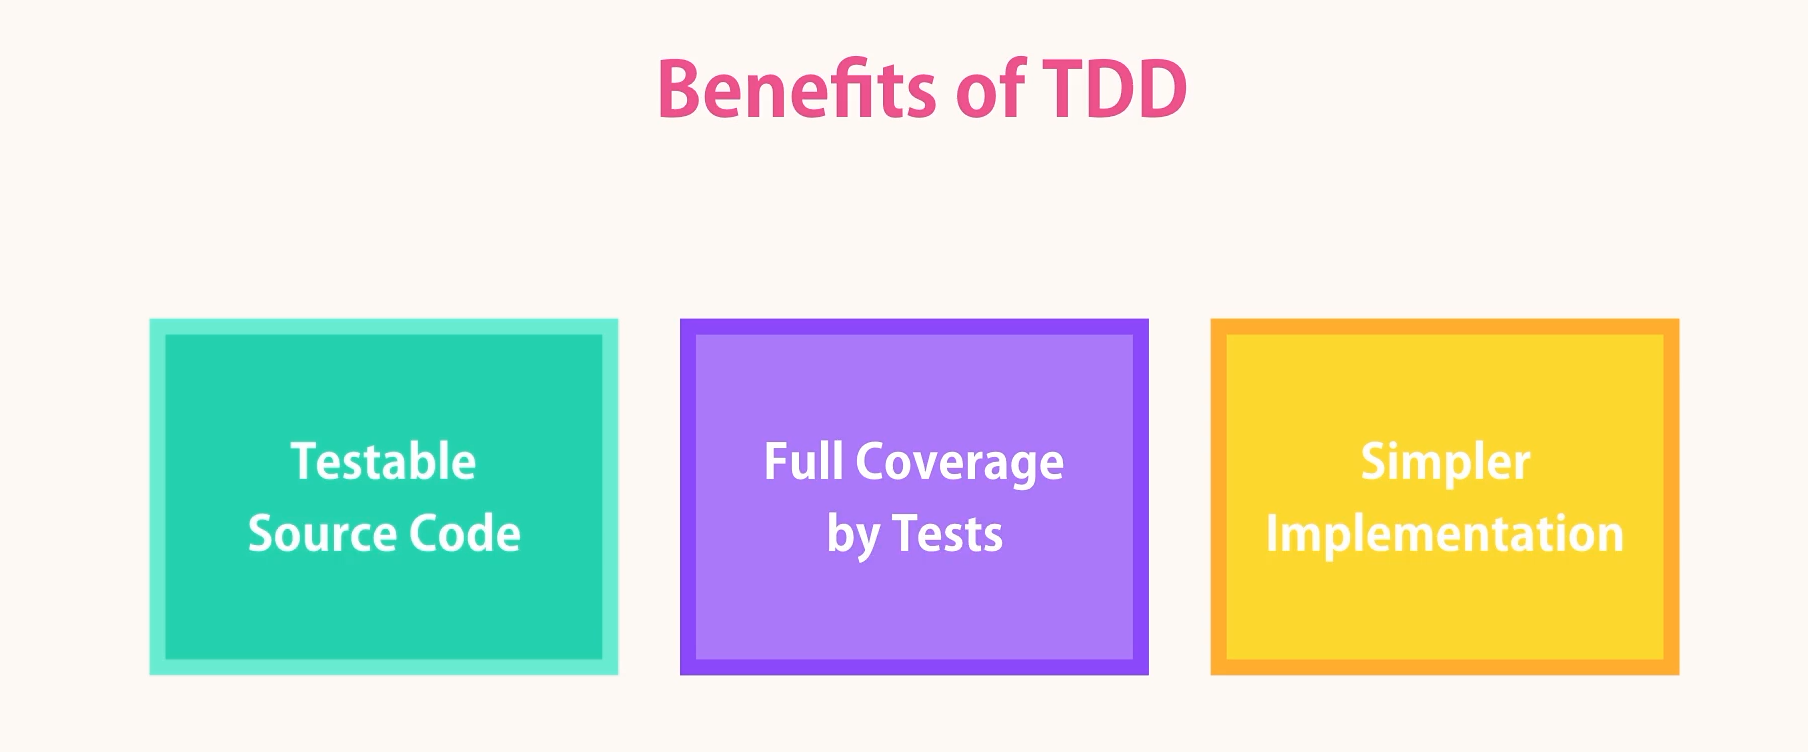 Benefits of TDD
Testable
Source Code
Full Coverage
by Tests
Simpler
Implementation